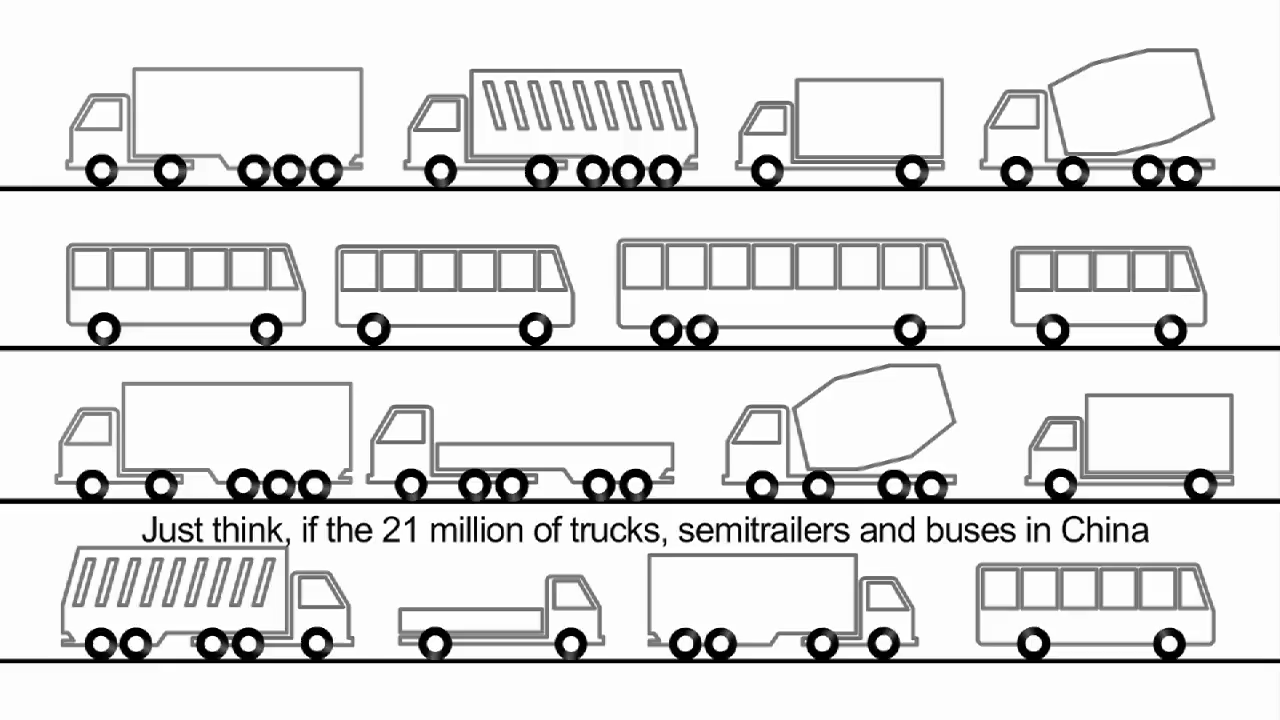 Just think, if the 21 million of trucks, semitrailers and buses in China